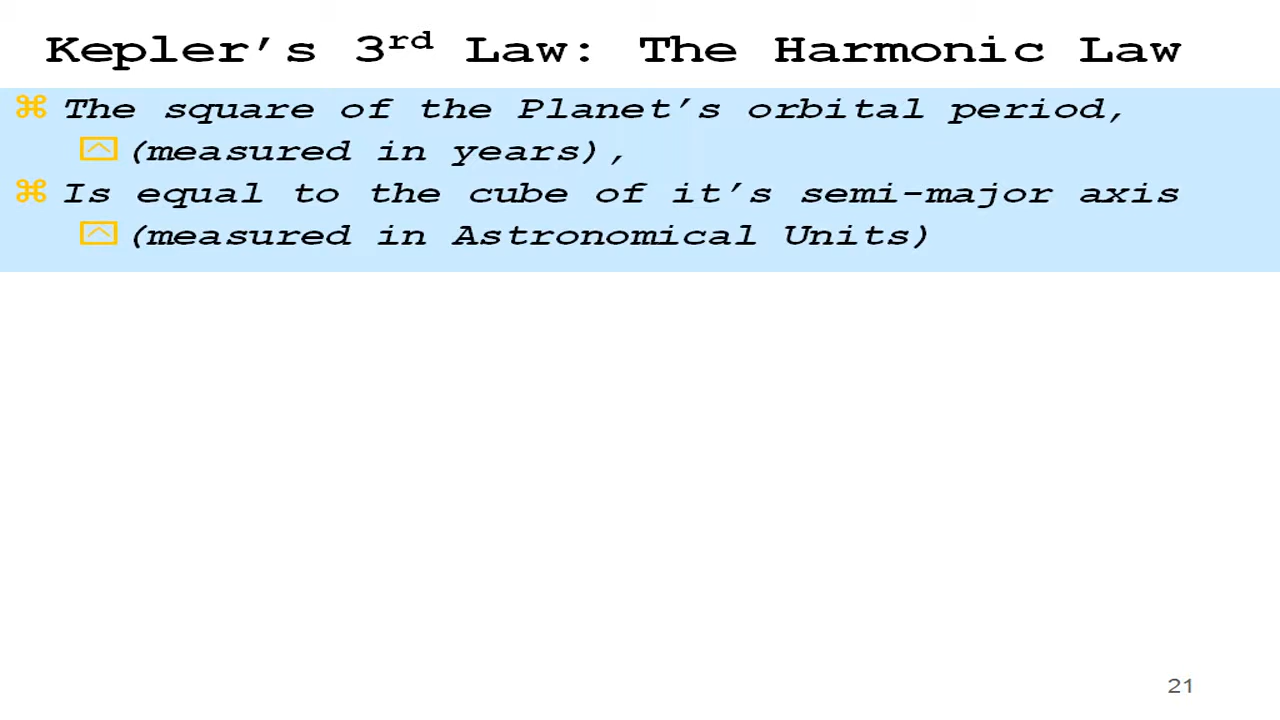 Kepler’s 3rd Law: The Harmonic Law
⌘ The square of the Planet’s orbital period,
(measured in years),
⌘ Is equal to the cube of it’s semi-major axis
(measured in Astronomical Units)
21